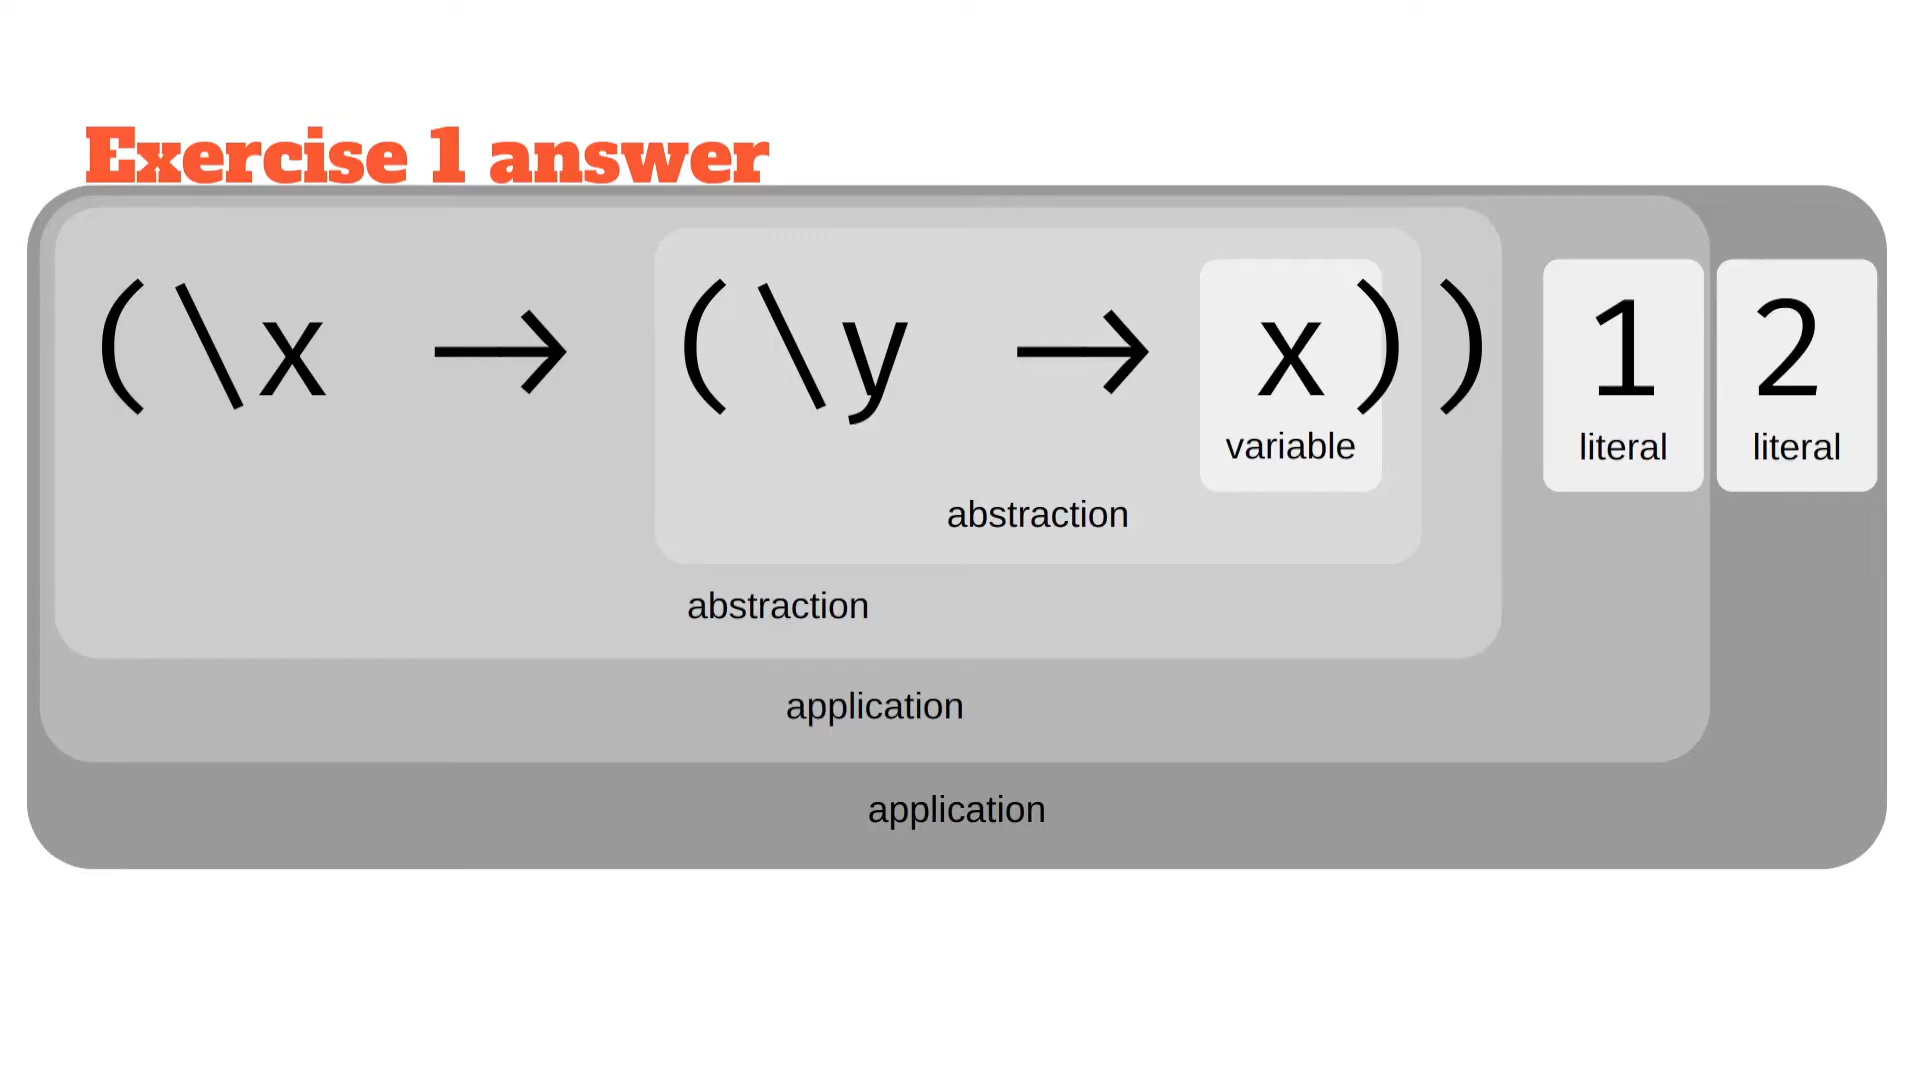 Exercise 1 answer
(\x → (\y → x)) 1 2
variable literal literal
abstraction
abstraction
application
application